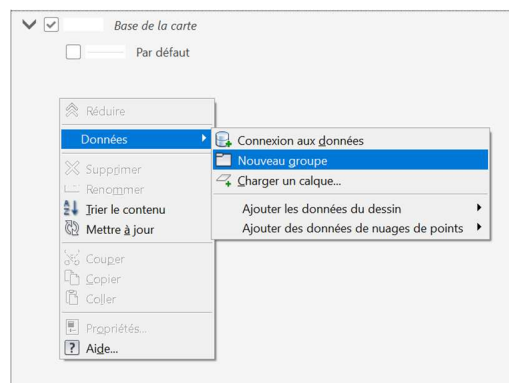 Base de la carte
Par défaut
Réduire
Données
Connexion aux données
Nouveau groupe
Supprimer
Charger un calque...
Renommer
Trier le contenu
Ajouter les données du dessin
Mettre à jour
Ajouter des données de nuages de points
Couper
Copier
Coller
Propriétés...
Aide...